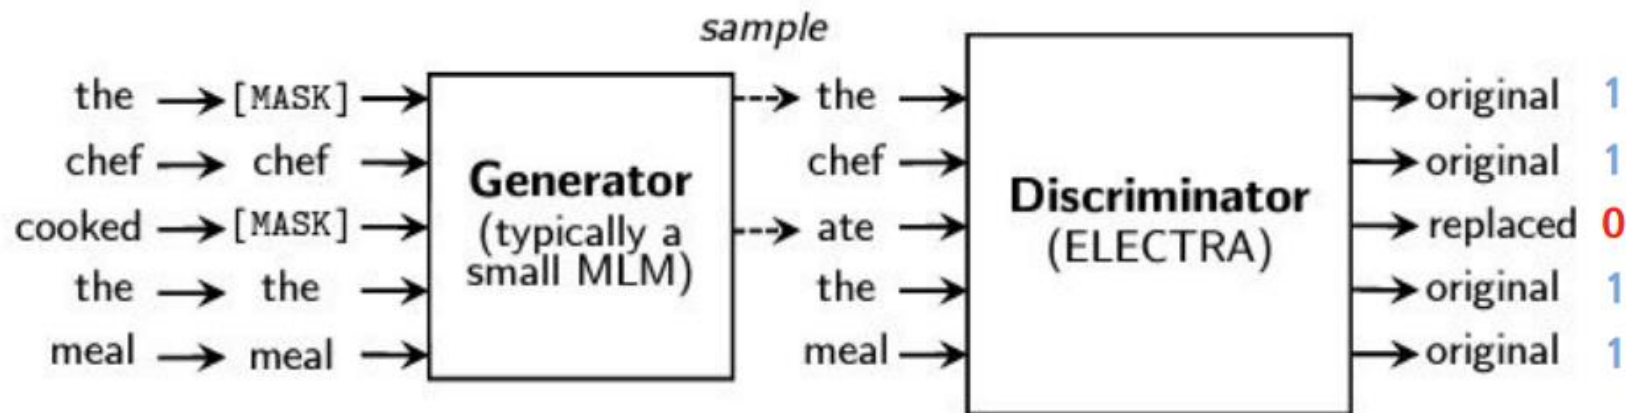 sample
the [MASK] the original 1
chef chef chef original 1
cooked [MASK] ate replaced 0
the the the original 1
meal meal meal original 1
Generator
(typically a
small MLM)
Discriminator
(ELECTRA)